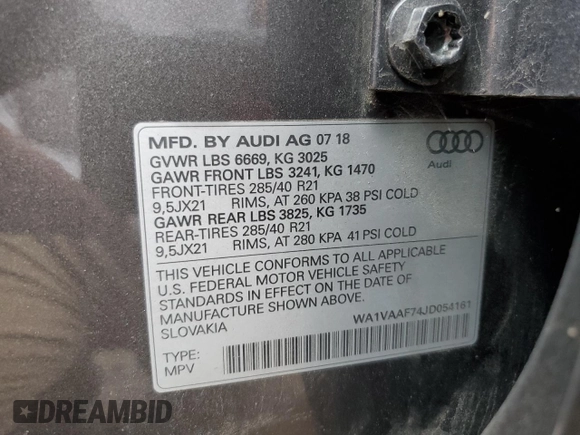 MFD. BY AUDI AG 07 18
GVWR LBS 6669, KG 3025
GAWR FRONT LBS 3241, KG 1470
FRONT-TIRES 285/40 R21
9,5JX21 RIMS, AT 260 KPA 38 PSI COLD
GAWR REAR LBS 3825, KG 1735
REAR-TIRES 285/40 R21
9,5JX21 RIMS, AT 280 KPA 41 PSI COLD
Audi
THIS VEHICLE CONFORMS TO ALL APPLICABLE
U.S. FEDERAL MOTOR VEHICLE SAFETY
STANDARDS IN EFFECT ON THE DATE OF
MANUFACTURE SHOWN ABOVE.
SLOVAKIA
WA1VAAF74JD054161
TYPE:
MPV
DREAMBID